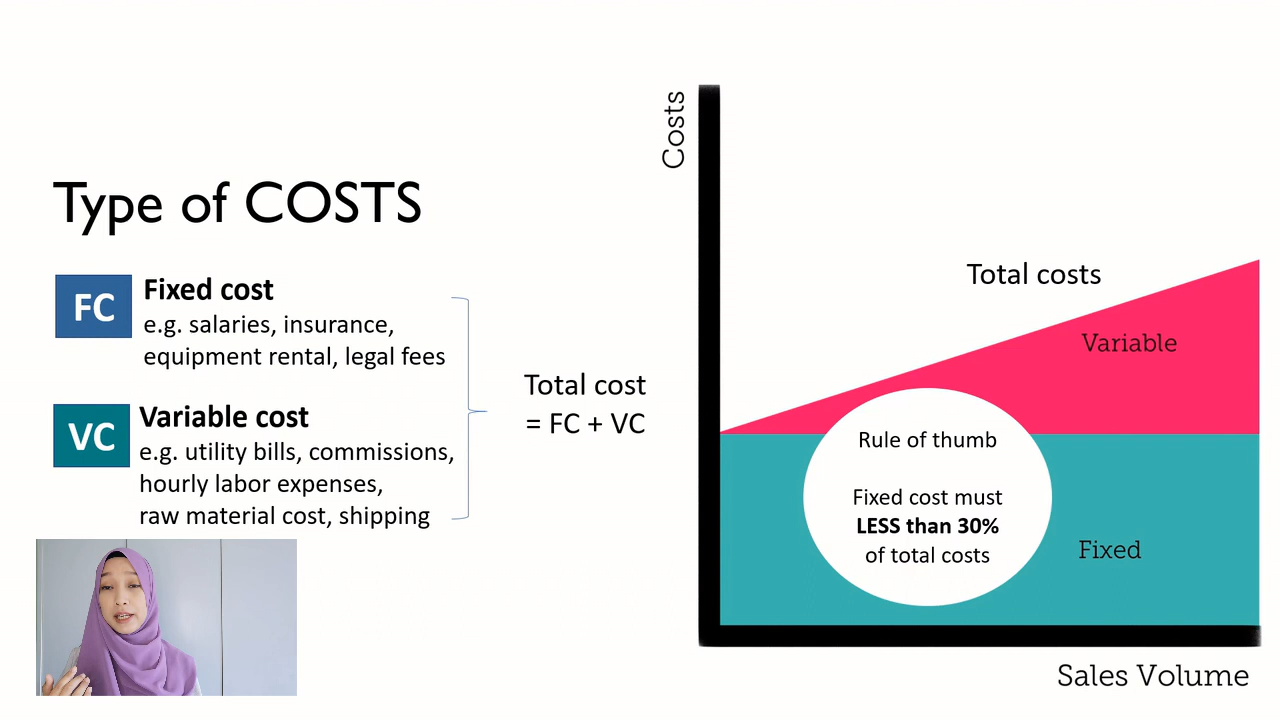 Type of COSTS
FC
Fixed cost
e.g. salaries, insurance,
equipment rental, legal fees
VC
Variable cost
e.g. utility bills, commissions,
hourly labor expenses,
raw material cost, shipping
Total cost
= FC + VC
Costs
Total costs
Variable
Rule of thumb
Fixed cost must
LESS than 30%
of total costs
Fixed
Sales Volume